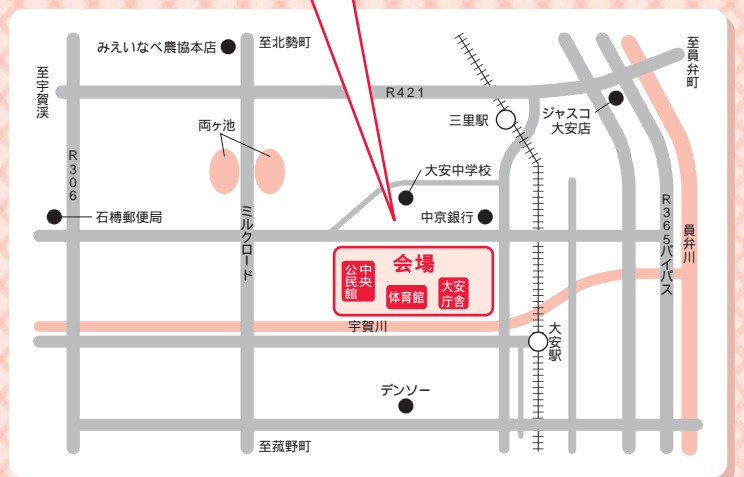 みえいなべ農協本店
至北勢町
至員弁町
至宇賀渓
R421
ジャスコ
大安店
三里駅
両ヶ池
R306
大安中学校
石榑郵便局
ミルクロード
中京銀行
R365バイパス
員弁川
会場
中央
公民館
体育館
大安
庁舎
宇賀川
大安駅
デンソー
至菰野町